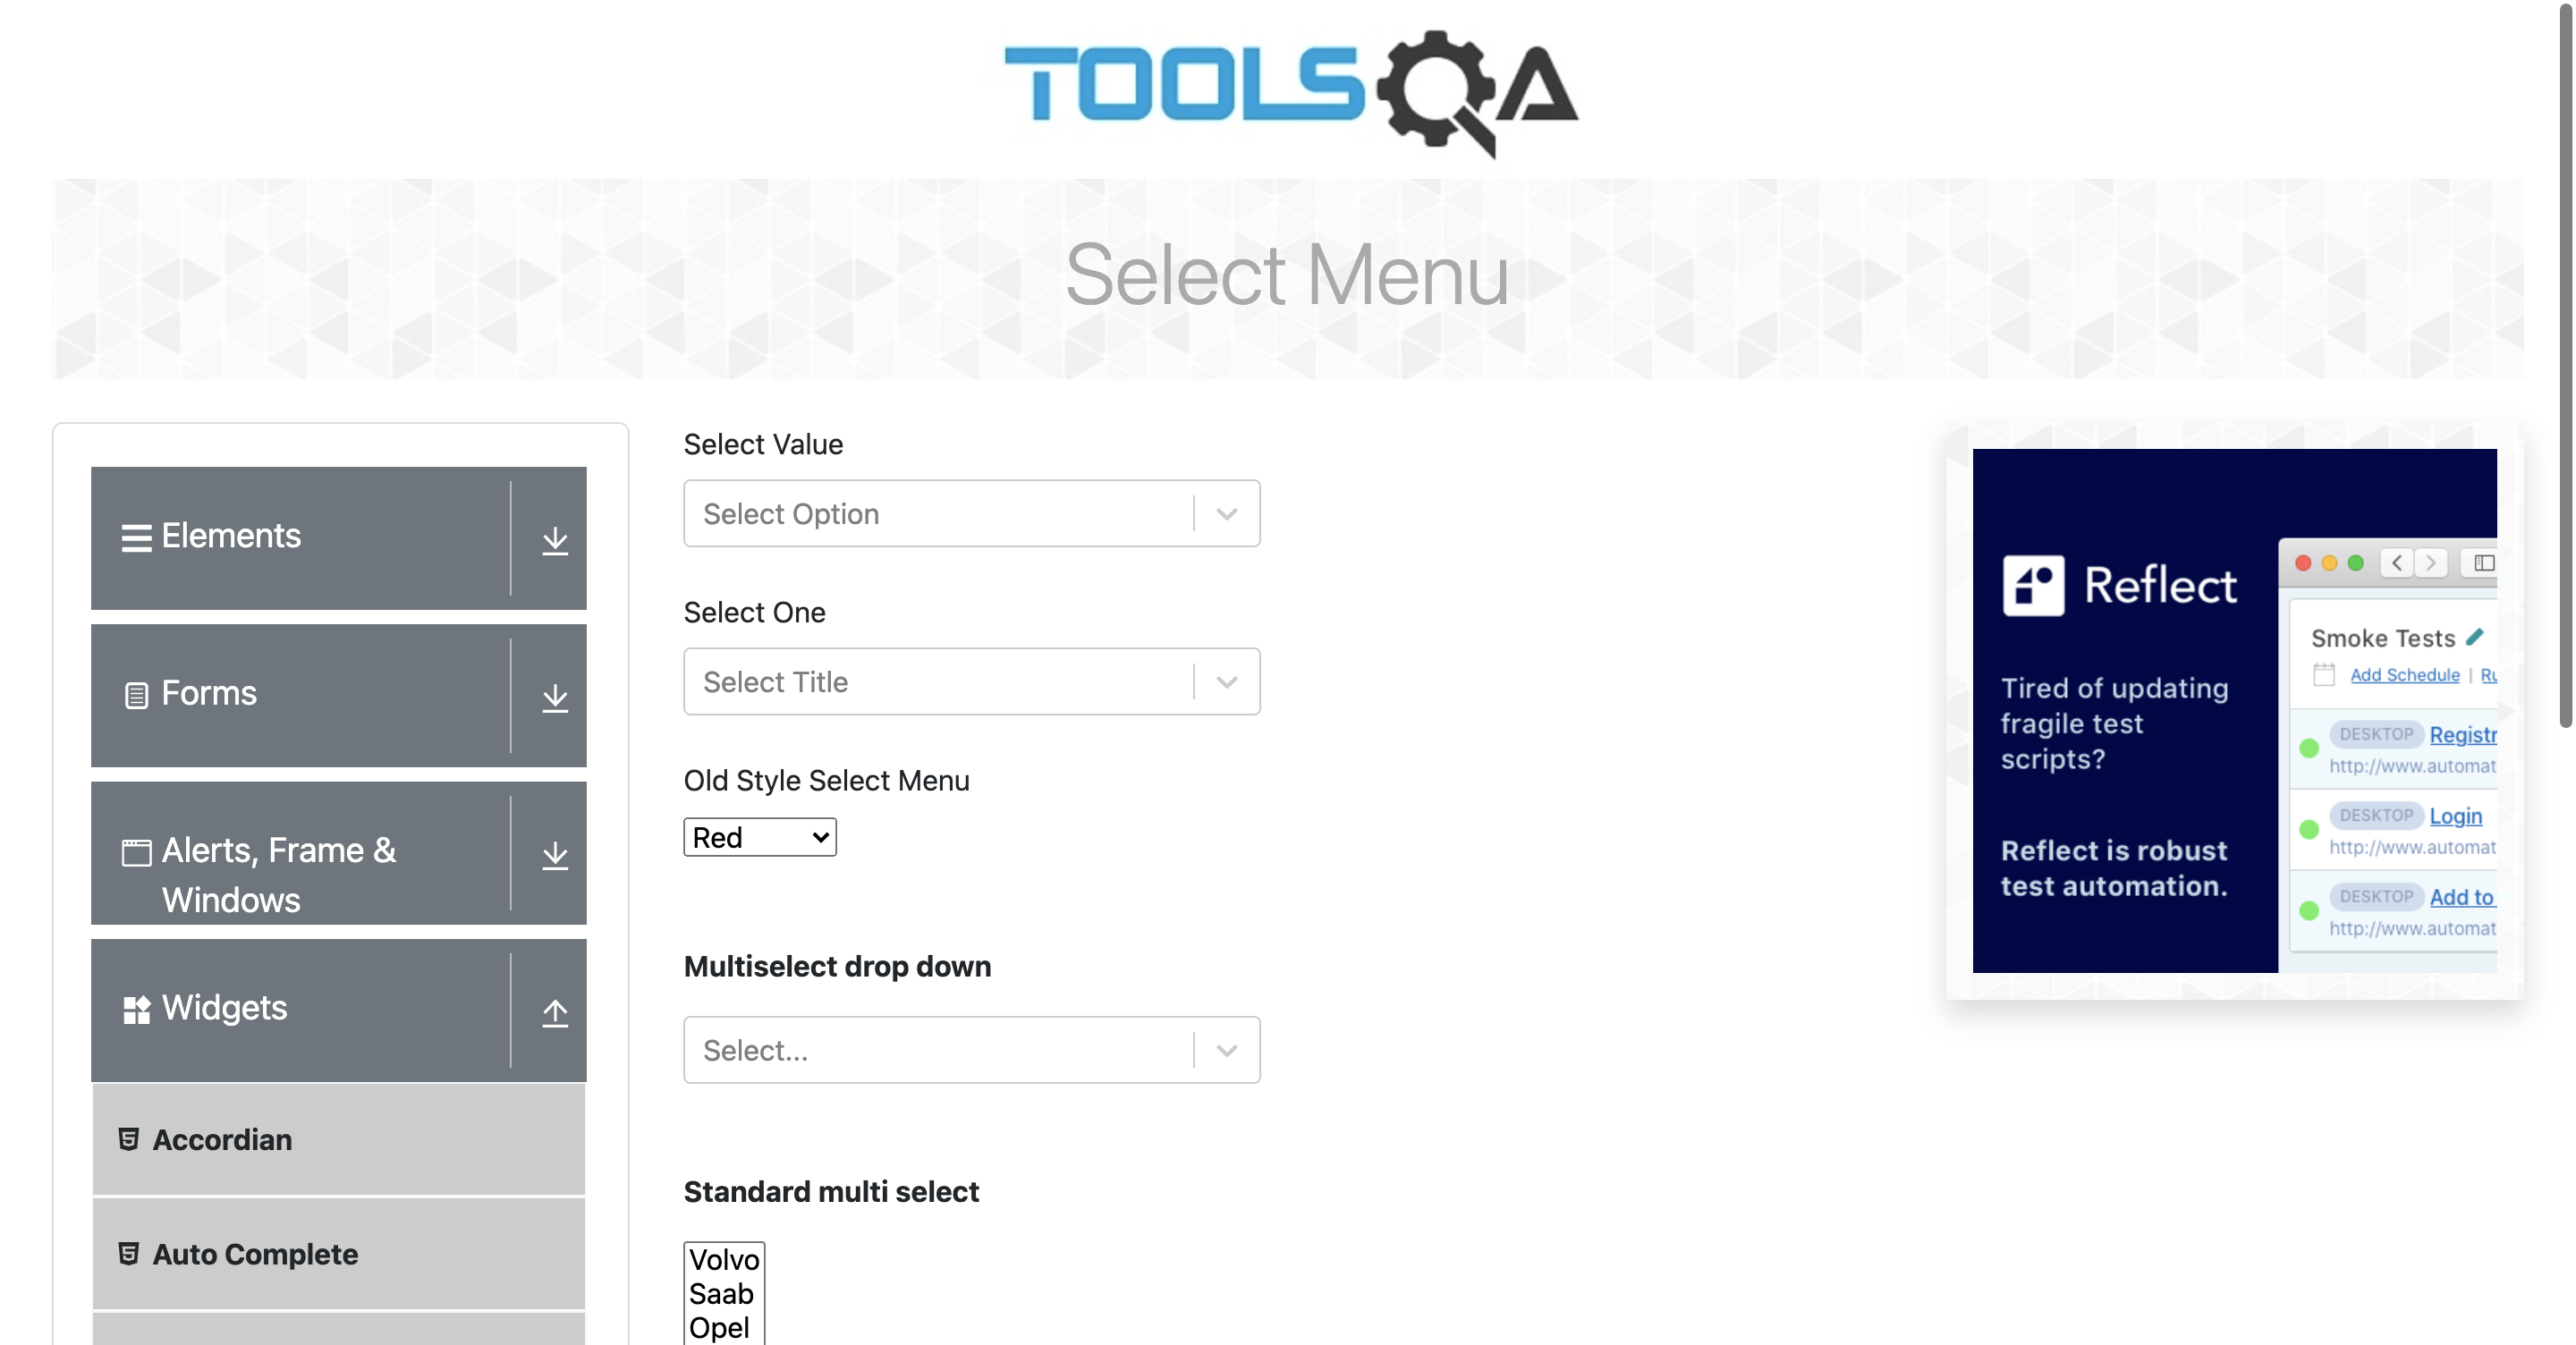 TOOLSQA
Select Menu
Elements
Forms
Alerts, Frame &
Windows
Widgets
Accordian
Auto Complete
Select Value
Select Option
Select One
Select Title
Old Style Select Menu
Red
Multiselect drop down
Select...
Standard multi select
Volvo
Saab
Opel
Reflect
Tired of updating
fragile test
scripts?
Reflect is robust
test automation.
Smoke Tests
Add Schedule | Ru
DESKTOP Registr
http://www.automat
DESKTOP Login
http://www.automat
DESKTOP Add to
http://www.automat